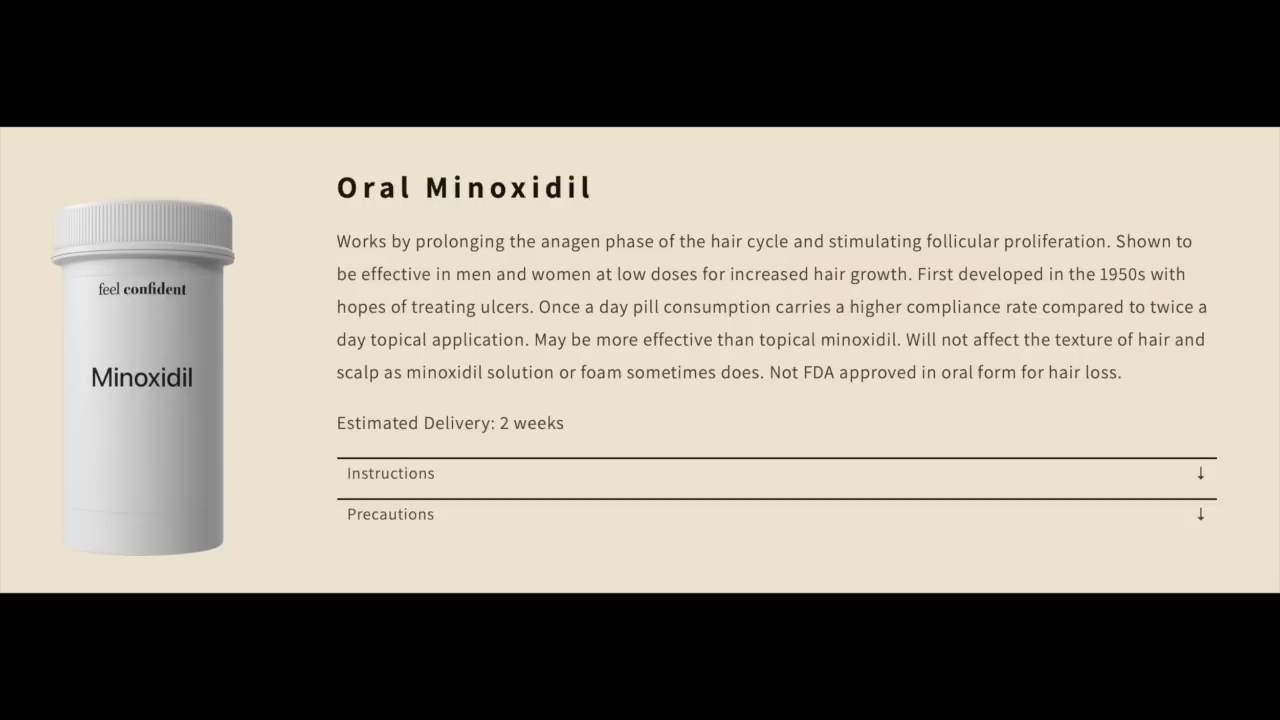 Oral Minoxidil
Works by prolonging the anagen phase of the hair cycle and stimulating follicular proliferation. Shown to
be effective in men and women at low doses for increased hair growth. First developed in the 1950s with
hopes of treating ulcers. Once a day pill consumption carries a higher compliance rate compared to twice a
day topical application. May be more effective than topical minoxidil. Will not affect the texture of hair and
scalp as minoxidil solution or foam sometimes does. Not FDA approved in oral form for hair loss.
Estimated Delivery: 2 weeks
Instructions ↓
Precautions ↓
feel confident
Minoxidil